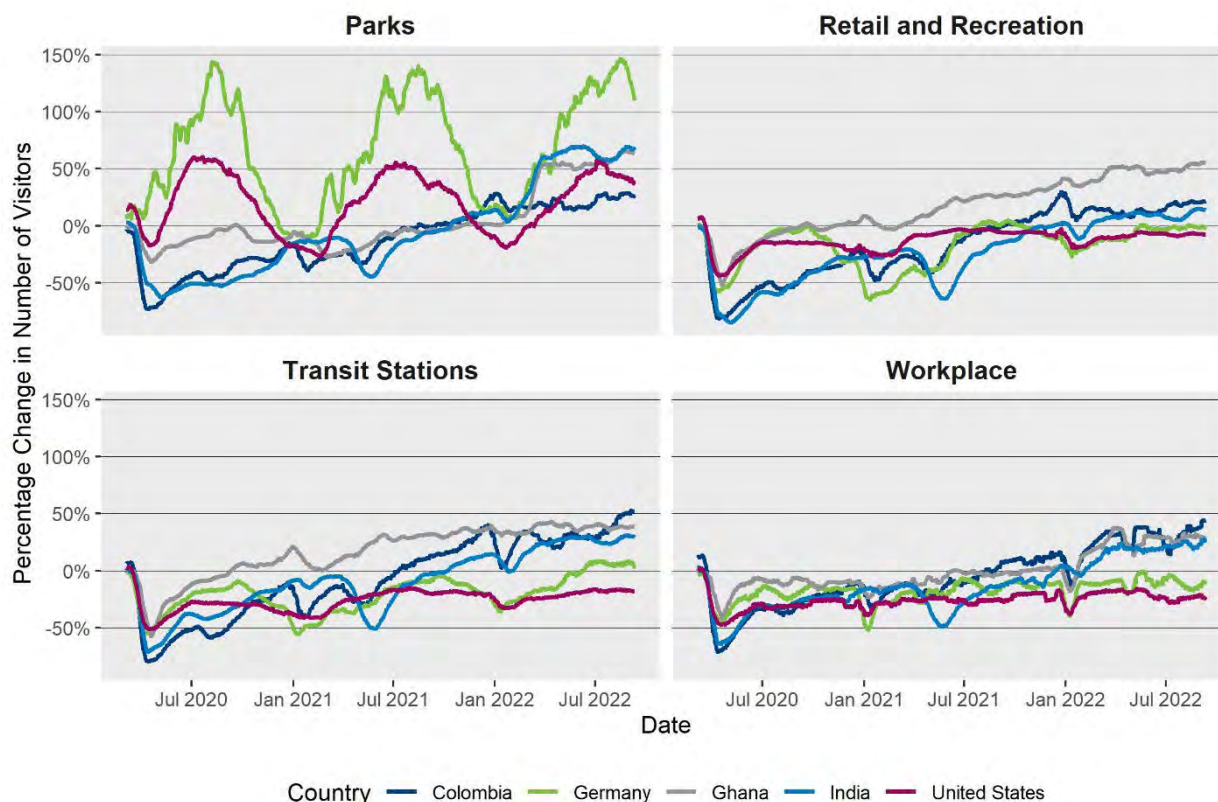 Parks
Retail and Recreation
150%
100%
50%
0%
-50%
Transit Stations
Workplace
150%
100%
50%
0%
-50%
Percentage Change in Number of Visitors
Jul 2020 Jan 2021 Jul 2021 Jan 2022 Jul 2022
Jul 2020 Jan 2021 Jul 2021 Jan 2022 Jul 2022
Date
Country Colombia Germany Ghana India United States